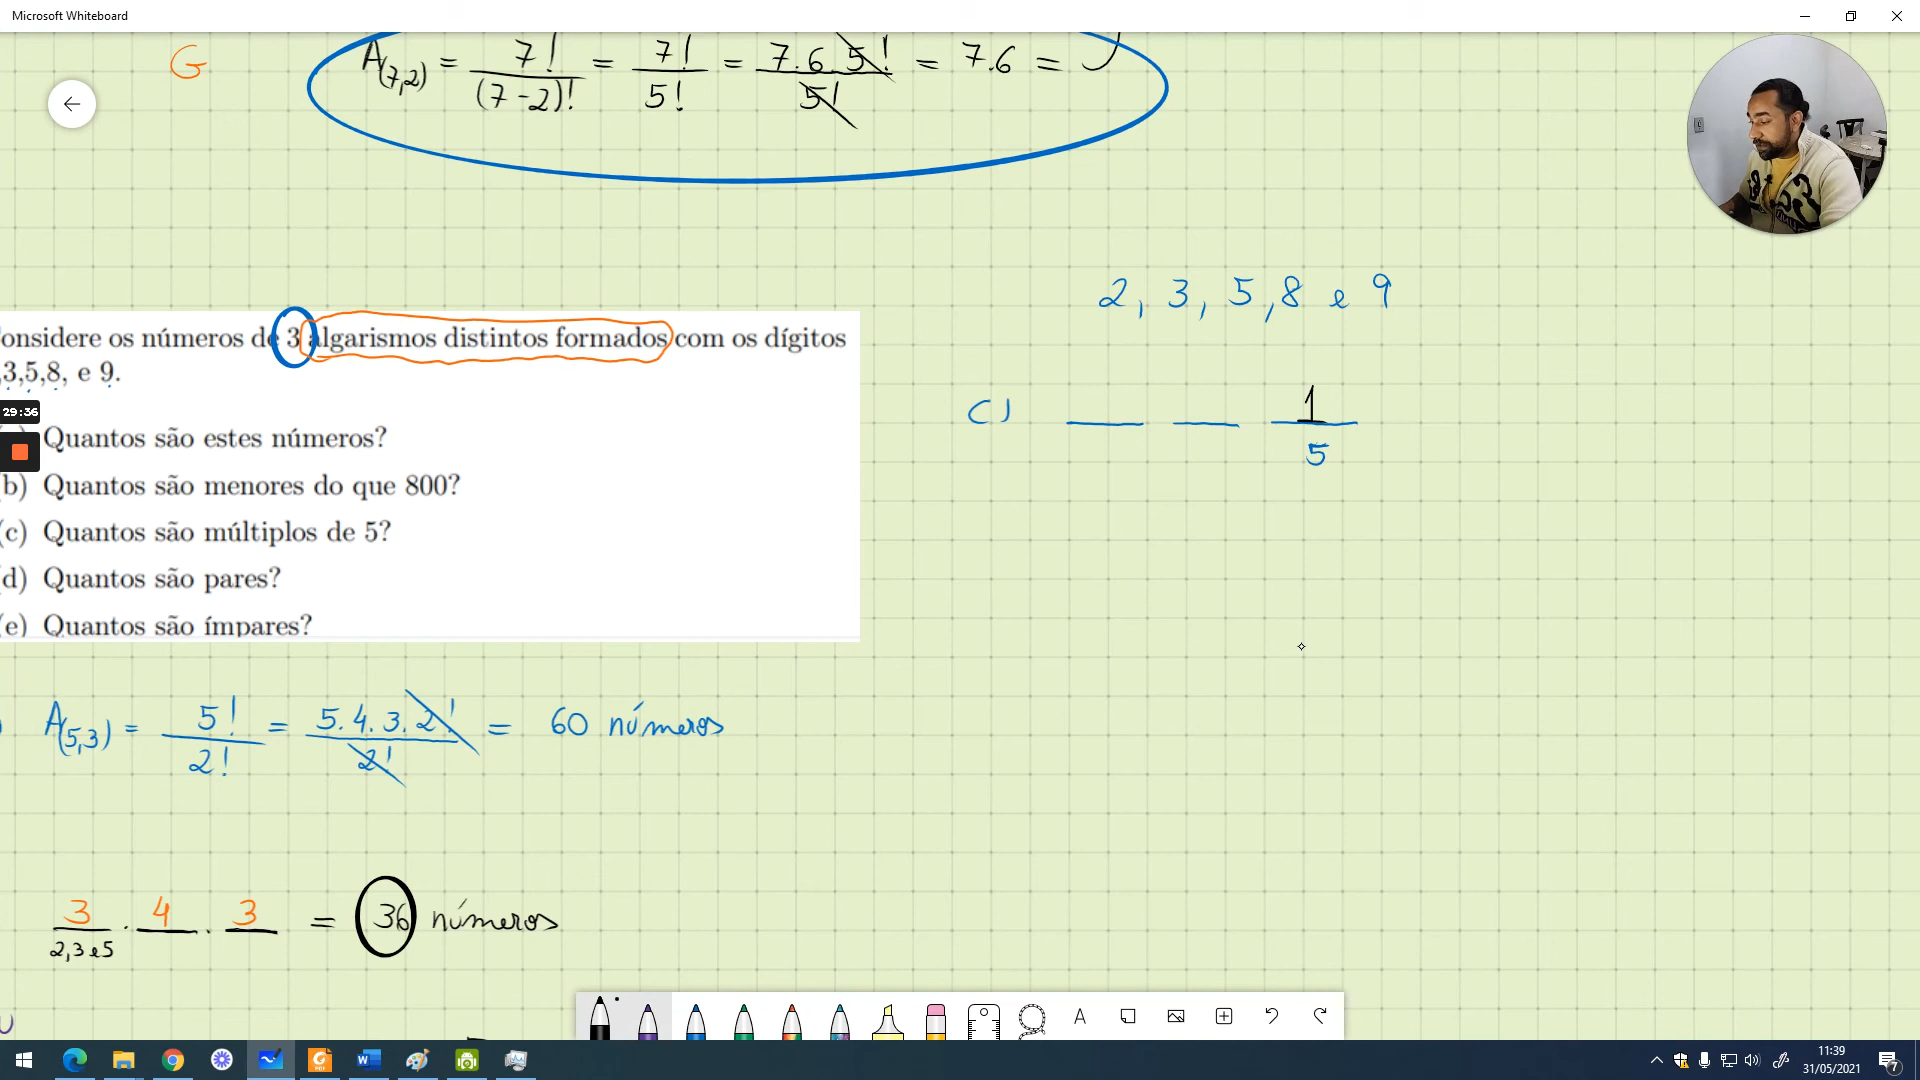 Microsoft Whiteboard
G
A(7,2) = 7! / (7-2)! = 7! / 5! = 7.6.5! / 5! = 7.6 =
2, 3, 5, 8 e 9
onsidere os números de 3 algarismos distintos formados com os dígitos
,3,5,8, e 9.
29:36
Quantos são estes números?
b) Quantos são menores do que 800?
(c) Quantos são múltiplos de 5?
d) Quantos são pares?
(e) Quantos são ímpares?
C) __ __ 1
5
A(5,3) = 5! / 2! = 5.4.3.2! / 2! = 60 números
3 . 4 . 3 = 36 números
2,3 e 5
A
11:39
31/05/2021
7